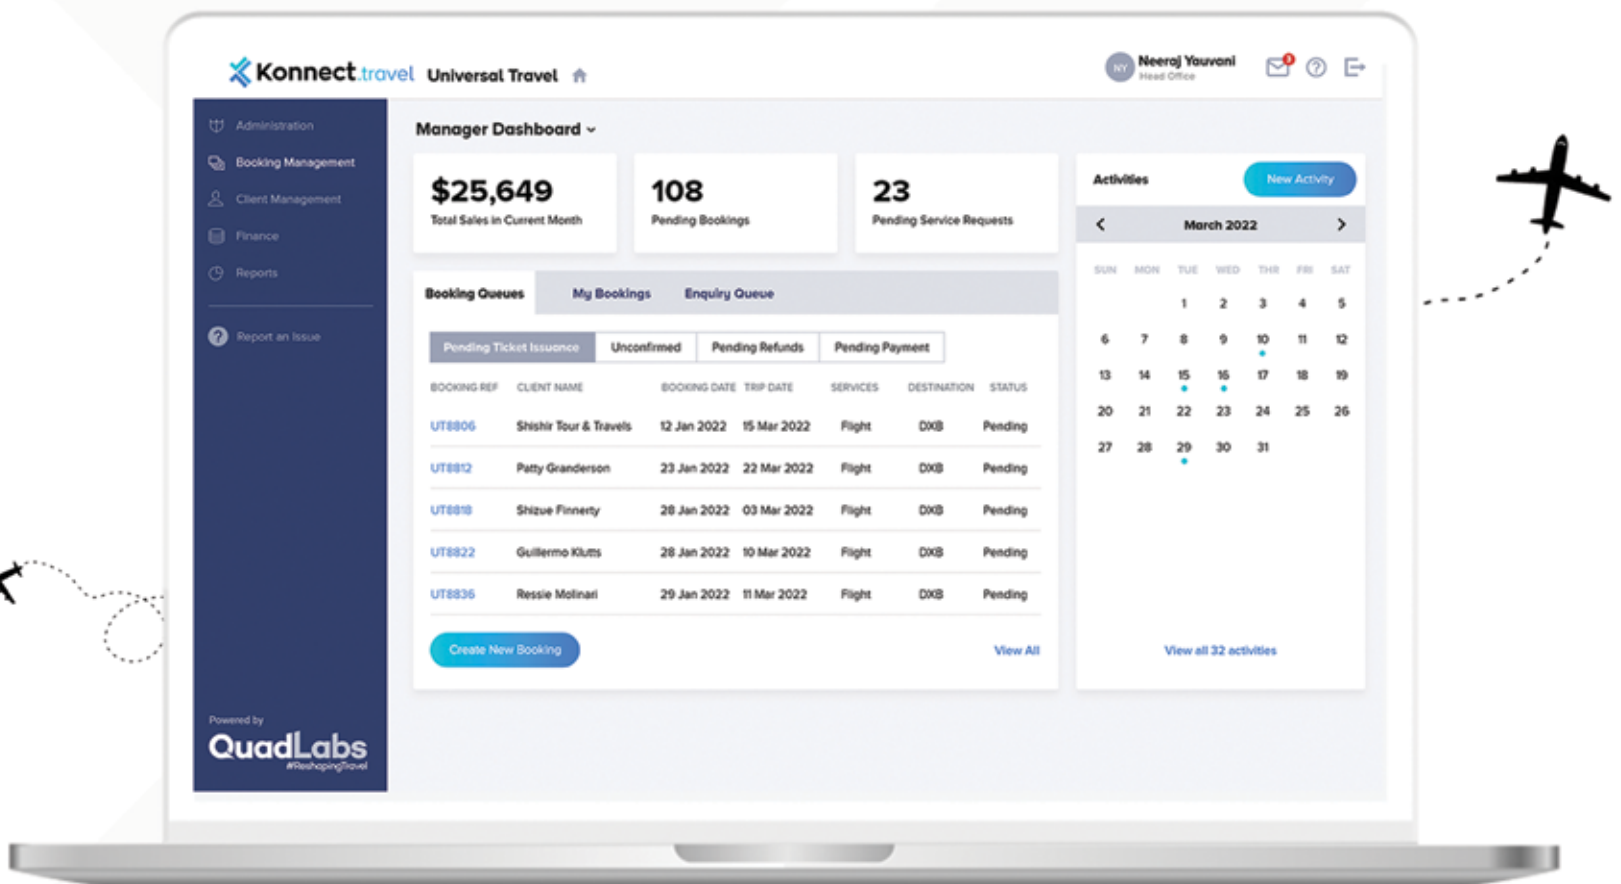 Konnect.travel Universal Travel
NY
Neeraj Yauvani
Head Office
3
Administration
Booking Management
Client Management
Finance
Reports
Report an Issue
Powered by
QuadLabs
#ReshapingTravel
Manager Dashboard
$25,649
Total Sales in Current Month
108
Pending Bookings
23
Pending Service Requests
Booking Queues My Bookings Enquiry Queue
Pending Ticket Issuance Unconfirmed Pending Refunds Pending Payment
BOOKING REF CLIENT NAME BOOKING DATE TRIP DATE SERVICES DESTINATION STATUS
UT8806 Shishir Tour & Travels 12 Jan 2022 15 Mar 2022 Flight DXB Pending
UT8812 Patty Granderson 23 Jan 2022 22 Mar 2022 Flight DXB Pending
UT8818 Shizue Finnerty 28 Jan 2022 03 Mar 2022 Flight DXB Pending
UT8822 Guillermo Klutts 28 Jan 2022 10 Mar 2022 Flight DXB Pending
UT8836 Ressie Molinari 29 Jan 2022 11 Mar 2022 Flight DXB Pending
Create New Booking View All
Activities New Activity
March 2022
SUN MON TUE WED THR FRI SAT
1 2 3 4 5
6 7 8 9 10 11 12
13 14 15 16 17 18 19
20 21 22 23 24 25 26
27 28 29 30 31
View all 32 activities